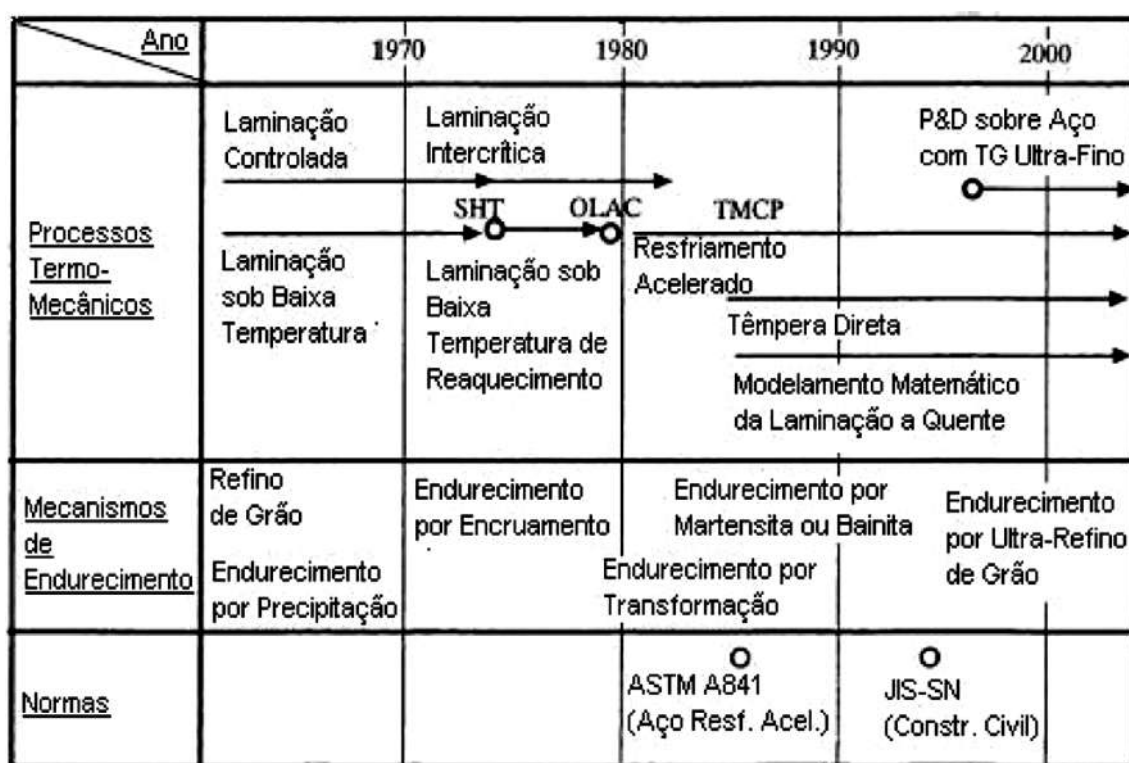 Ano
1970
1980
1990
2000
Processos
Termo-
Mecânicos
Laminação
Controlada
Laminação
Intercrítica
P&D sobre Aço
com TG Ultra-Fino
SHT
OLAC
TMCP
Laminação
sob Baixa
Temperatura
Laminação sob
Baixa
Temperatura de
Reaquecimento
Resfriamento
Acelerado
Têmpera Direta
Modelamento Matemático
da Laminação a Quente
Mecanismos
de
Endurecimento
Refino
de Grão
Endurecimento
por Precipitação
Endurecimento
por Encruamento
Endurecimento por
Martensita ou Bainita
Endurecimento por
Transformação
Endurecimento
por Ultra-Refino
de Grão
Normas
ASTM A841
(Aço Resf. Acel.)
JIS-SN
(Constr. Civil)